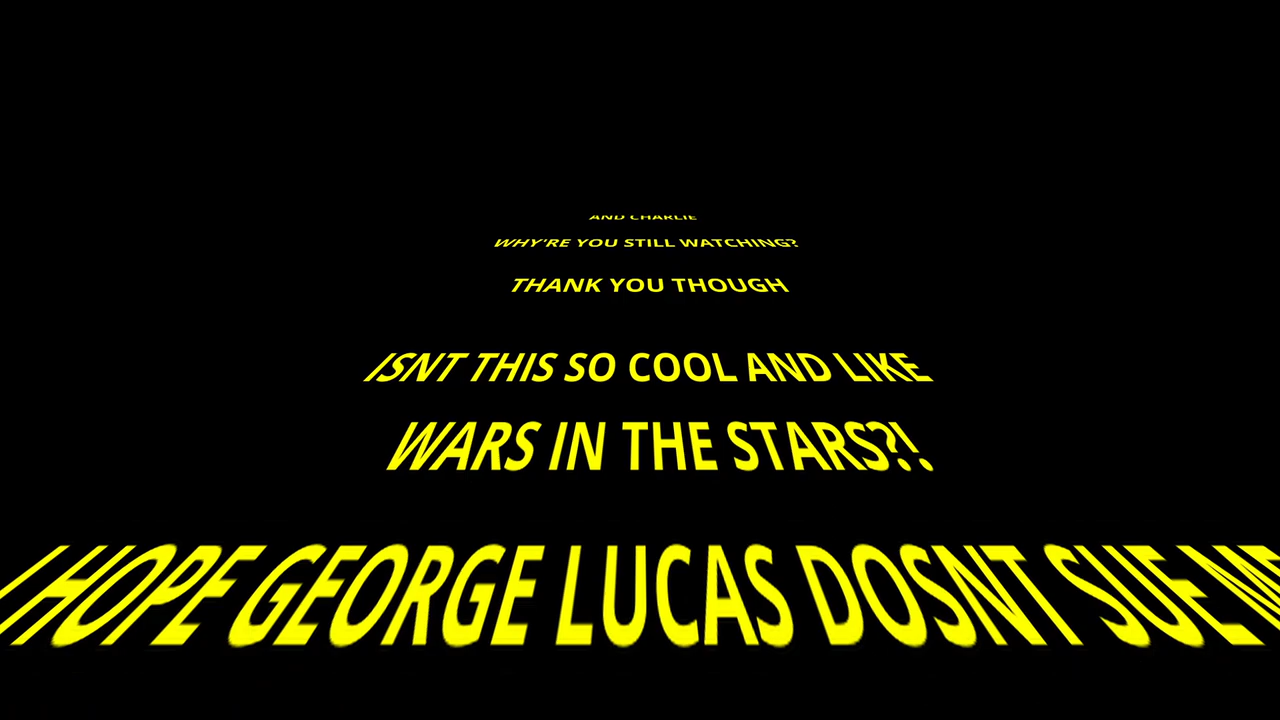 AND CHARLIE
WHY'RE YOU STILL WATCHING?
THANK YOU THOUGH
ISNT THIS SO COOL AND LIKE
WARS IN THE STARS?!
I HOPE GEORGE LUCAS DOSNT SUE ME